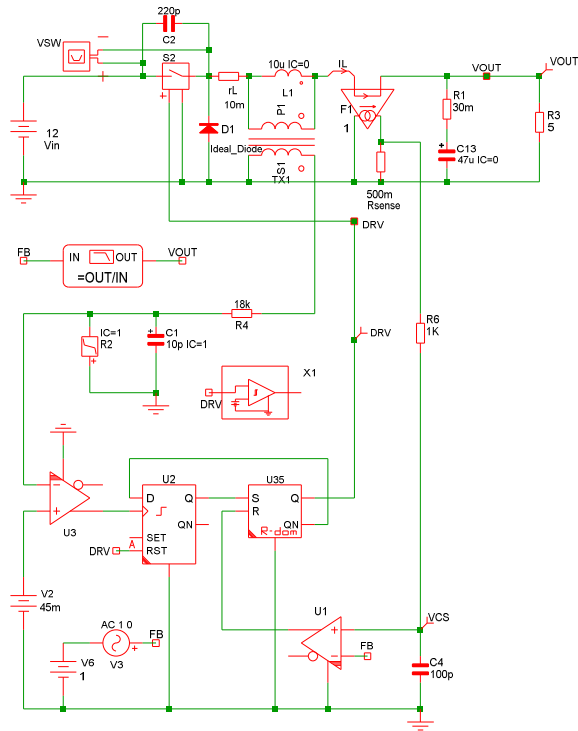 220p
C2
VSW
S2
10u IC=0
L1
rL
10m
P1
IL
F1
1
VOUT
VOUT
R1
30m
R3
5
12
Vin
D1
Ideal_Diode
S1
TX1
C13
47u IC=0
500m
Rsense
DRV
FB
IN
OUT
=OUT/IN
VOUT
18k
R4
R6
1K
IC=1
R2
C1
10p IC=1
DRV
X1
DRV
U3
U2
D
Q
QN
SET
RST
DRV
A
U35
S
Q
R
QN
R-dom
V2
45m
AC 1 0
FB
V3
V6
1
U1
FB
VCS
C4
100p